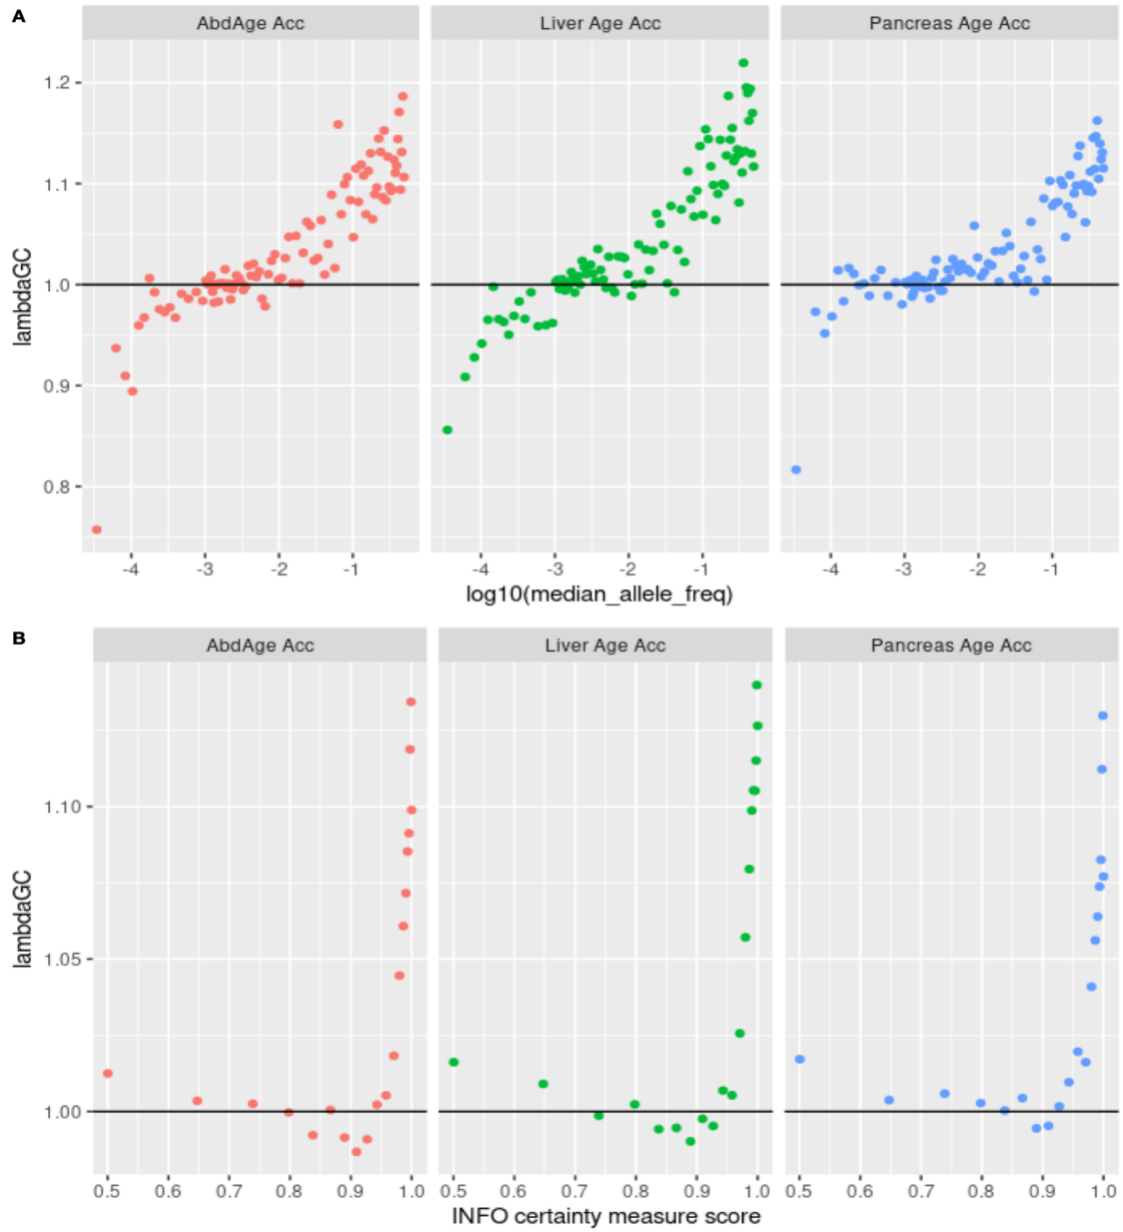 A
AbdAge Acc Liver Age Acc Pancreas Age Acc
1.2
1.1
1.0
0.9
0.8
lambdaGC
-4 -3 -2 -1 -4 -3 -2 -1 -4 -3 -2 -1
log10(median_allele_freq)
B
AbdAge Acc Liver Age Acc Pancreas Age Acc
1.10
1.05
1.00
lambdaGC
0.5 0.6 0.7 0.8 0.9 1.0 0.5 0.6 0.7 0.8 0.9 1.0 0.5 0.6 0.7 0.8 0.9 1.0
INFO certainty measure score